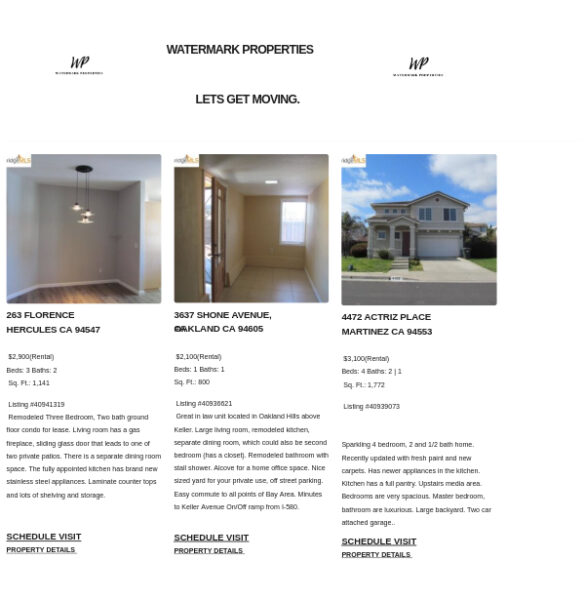 WATERMARK PROPERTIES
WP
WATERMARK PROPERTIES
WP
WATERMARK PROPERTIES
LETS GET MOVING.
263 FLORENCE
HERCULES CA 94547
$2,900(Rental)
Beds: 3 Baths: 2
Sq. Ft.: 1,141
Listing #40941319
Remodeled Three Bedroom, Two bath ground
floor condo for lease. Living room has a gas
fireplace, sliding glass door that leads to one of
two private patios. There is a separate dining room
space. The fully appointed kitchen has brand new
stainless steel appliances. Laminate counter tops
and lots of shelving and storage.
SCHEDULE VISIT
PROPERTY DETAILS
3637 SHONE AVENUE,
OAKLAND CA 94605
$2,100(Rental)
Beds: 1 Baths: 1
Sq. Ft.: 800
Listing #40936621
Great in law unit located in Oakland Hills above
Keller. Large living room, remodeled kitchen,
separate dining room, which could also be second
bedroom (has a closet). Remodeled bathroom with
stall shower. Alcove for a home office space. Nice
sized yard for your private use, off street parking.
Easy commute to all points of Bay Area. Minutes
to Keller Avenue On/Off ramp from I-580.
SCHEDULE VISIT
PROPERTY DETAILS
4472 ACTRIZ PLACE
MARTINEZ CA 94553
$3,100(Rental)
Beds: 4 Baths: 2 | 1
Sq. Ft.: 1,772
Listing #40939073
Sparkling 4 bedroom, 2 and 1/2 bath home.
Recently updated with fresh paint and new
carpets. Has newer appliances in the kitchen.
Kitchen has a full pantry. Upstairs media area.
Bedrooms are very spacious. Master bedroom,
bathroom are luxurious. Large backyard. Two car
attached garage..
SCHEDULE VISIT
PROPERTY DETAILS